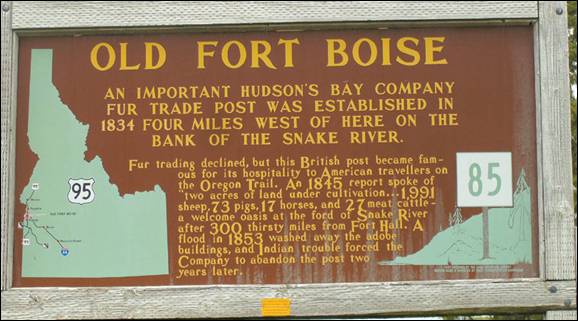 OLD FORT BOISE
AN IMPORTANT HUDSON'S BAY COMPANY
FUR TRADE POST WAS ESTABLISHED IN
1834 FOUR MILES WEST OF HERE ON THE
BANK OF THE SNAKE RIVER.
Fur trading declined, but this British post became fam-
ous for its hospitality to American travellers on
the Oregon Trail. An 1845 report spoke of
"two acres of land under cultivation...1,991
sheep, 73 pigs, 17 horses, and 27 meat cattle"-
a welcome oasis at the ford of Snake River
after 300 thirsty miles from Fort Hall. A
flood in 1853 washed away the adobe
buildings, and Indian trouble forced the
Company to abandon the post two
years later.
95
85